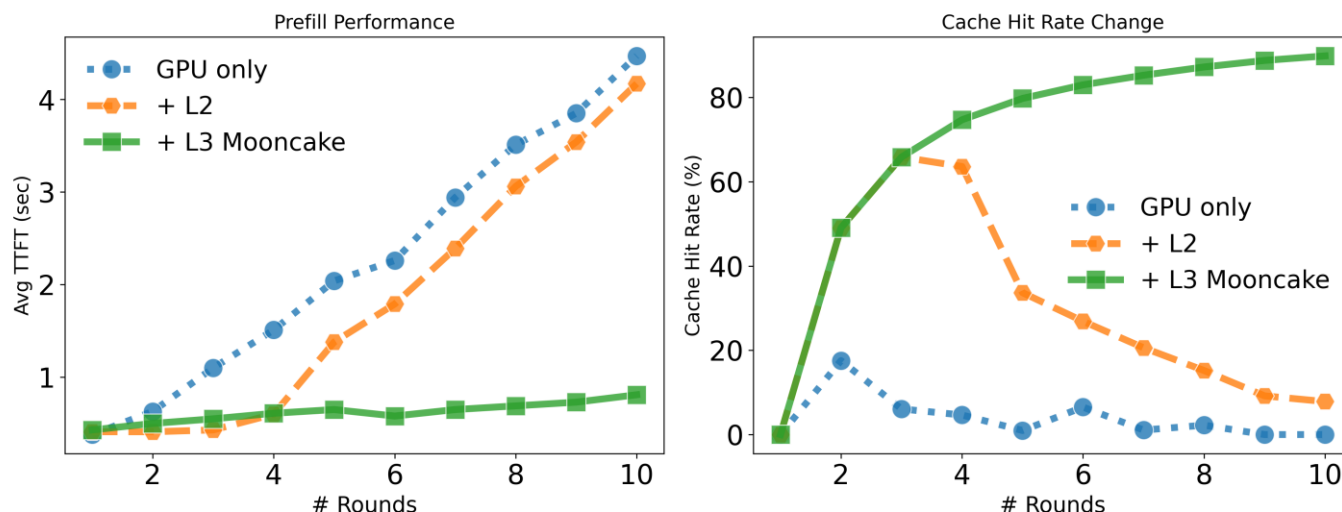 Prefill Performance
Avg TTFT (sec)
4
3
2
1
GPU only
+ L2
+ L3 Mooncake
2 4 6 8 10
# Rounds
Cache Hit Rate Change
Cache Hit Rate (%)
80
60
40
20
0
GPU only
+ L2
+ L3 Mooncake
2 4 6 8 10
# Rounds